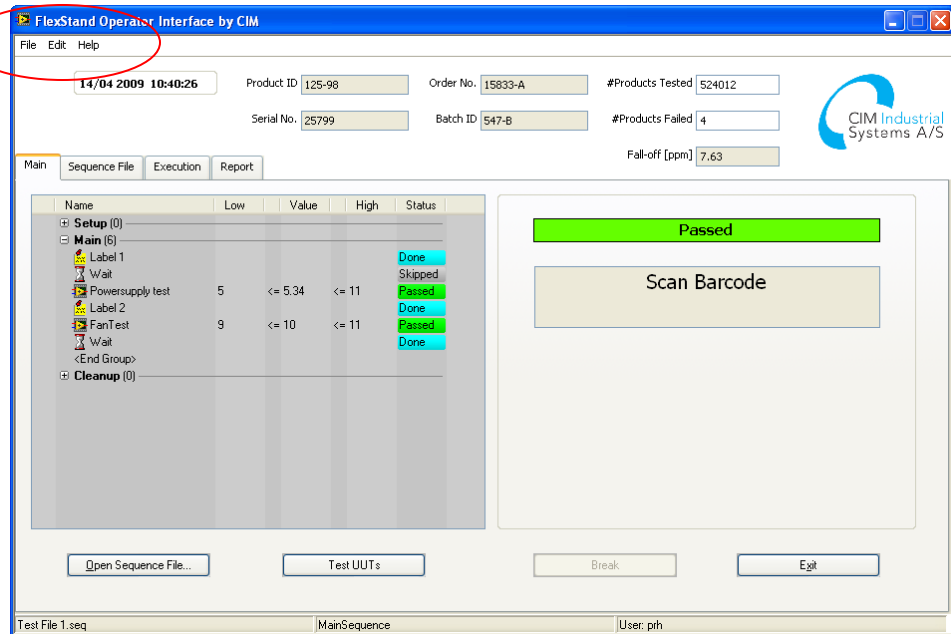 FlexStand Operator Interface by CIM
File Edit Help
14/04 2009 10:40:26
Product ID 125-98
Order No. 15833-A
#Products Tested 524012
Serial No. 25799
Batch ID 547-B
#Products Failed 4
Fall-off [ppm] 7.63
CIM Industrial
Systems A/S
Main Sequence File Execution Report
Name Low Value High Status
Setup (0)
Main (6)
Label 1 Done
Wait Skipped
Powersupply test 5 <= 5.34 <= 11 Passed
Label 2 Done
FanTest 9 <= 10 <= 11 Passed
Wait Done
<End Group>
Cleanup (0)
Passed
Scan Barcode
Open Sequence File... Test UUTs Break Exit
Test File 1.seq MainSequence User: prh